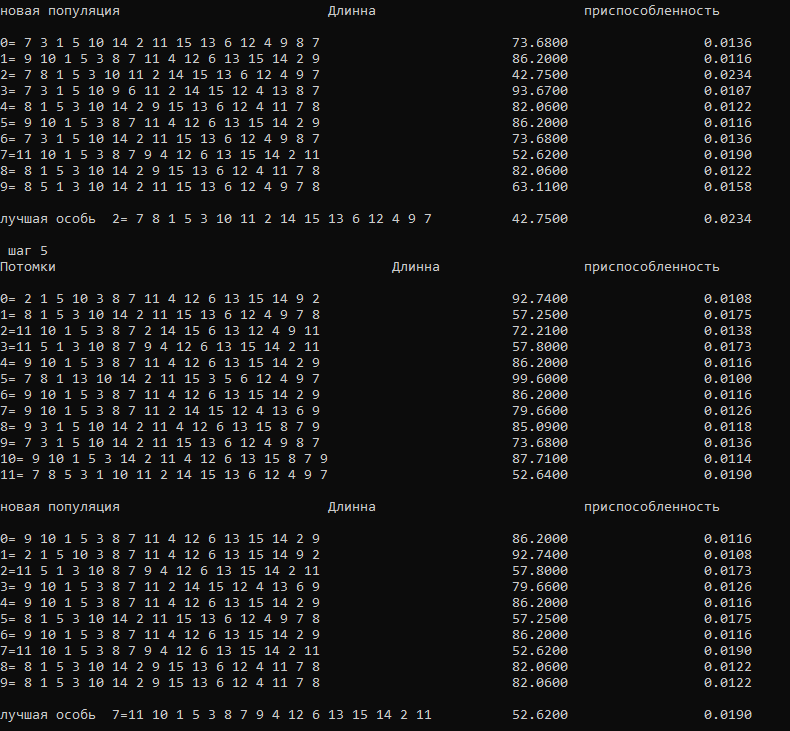 новая популяция Длинна приспособленность
0= 7 3 1 5 10 14 2 11 15 13 6 12 4 9 8 7 73.6800 0.0136
1= 9 10 1 5 3 8 7 11 4 12 6 13 15 14 2 9 86.2000 0.0116
2= 7 8 1 5 3 10 11 2 14 15 13 6 12 4 9 7 42.7500 0.0234
3= 7 3 1 5 10 9 6 11 2 14 15 12 4 13 8 7 93.6700 0.0107
4= 8 1 5 3 10 14 2 9 15 13 6 12 4 11 7 8 82.0600 0.0122
5= 9 10 1 5 3 8 7 11 4 12 6 13 15 14 2 9 86.2000 0.0116
6= 7 3 1 5 10 14 2 11 15 13 6 12 4 9 8 7 73.6800 0.0136
7=11 10 1 5 3 8 7 9 4 12 6 13 15 14 2 11 52.6200 0.0190
8= 8 1 5 3 10 14 2 9 15 13 6 12 4 11 7 8 82.0600 0.0122
9= 8 5 1 3 10 14 2 11 15 13 6 12 4 9 7 8 63.1100 0.0158
лучшая особь 2= 7 8 1 5 3 10 11 2 14 15 13 6 12 4 9 7 42.7500 0.0234
шаг 5
Потомки Длинна приспособленность
0= 2 1 5 10 3 8 7 11 4 12 6 13 15 14 9 2 92.7400 0.0108
1= 8 1 5 3 10 14 2 11 15 13 6 12 4 9 7 8 57.2500 0.0175
2=11 10 1 5 3 8 7 2 14 15 6 13 12 4 9 11 72.2100 0.0138
3=11 5 1 3 10 8 7 9 4 12 6 13 15 14 2 11 57.8000 0.0173
4= 9 10 1 5 3 8 7 11 4 12 6 13 15 14 2 9 86.2000 0.0116
5= 7 8 1 13 10 14 2 11 15 3 5 6 12 4 9 7 99.6000 0.0100
6= 9 10 1 5 3 8 7 11 4 12 6 13 15 14 2 9 86.2000 0.0116
7= 9 10 1 5 3 8 7 11 2 14 15 12 4 13 6 9 79.6600 0.0126
8= 9 3 1 5 10 14 2 11 4 12 6 13 15 8 7 9 85.0900 0.0118
9= 7 3 1 5 10 14 2 11 15 13 6 12 4 9 8 7 73.6800 0.0136
10= 9 10 1 5 3 14 2 11 4 12 6 13 15 8 7 9 87.7100 0.0114
11= 7 8 5 3 1 10 11 2 14 15 13 6 12 4 9 7 52.6400 0.0190
новая популяция Длинна приспособленность
0= 9 10 1 5 3 8 7 11 4 12 6 13 15 14 2 9 86.2000 0.0116
1= 2 1 5 10 3 8 7 11 4 12 6 13 15 14 9 2 92.7400 0.0108
2=11 5 1 3 10 8 7 9 4 12 6 13 15 14 2 11 57.8000 0.0173
3= 9 10 1 5 3 8 7 11 2 14 15 12 4 13 6 9 79.6600 0.0126
4= 9 10 1 5 3 8 7 11 4 12 6 13 15 14 2 9 86.2000 0.0116
5= 8 1 5 3 10 14 2 11 15 13 6 12 4 9 7 8 57.2500 0.0175
6= 9 10 1 5 3 8 7 11 4 12 6 13 15 14 2 9 86.2000 0.0116
7=11 10 1 5 3 8 7 9 4 12 6 13 15 14 2 11 52.6200 0.0190
8= 8 1 5 3 10 14 2 9 15 13 6 12 4 11 7 8 82.0600 0.0122
9= 8 1 5 3 10 14 2 9 15 13 6 12 4 11 7 8 82.0600 0.0122
лучшая особь 7=11 10 1 5 3 8 7 9 4 12 6 13 15 14 2 11 52.6200 0.0190